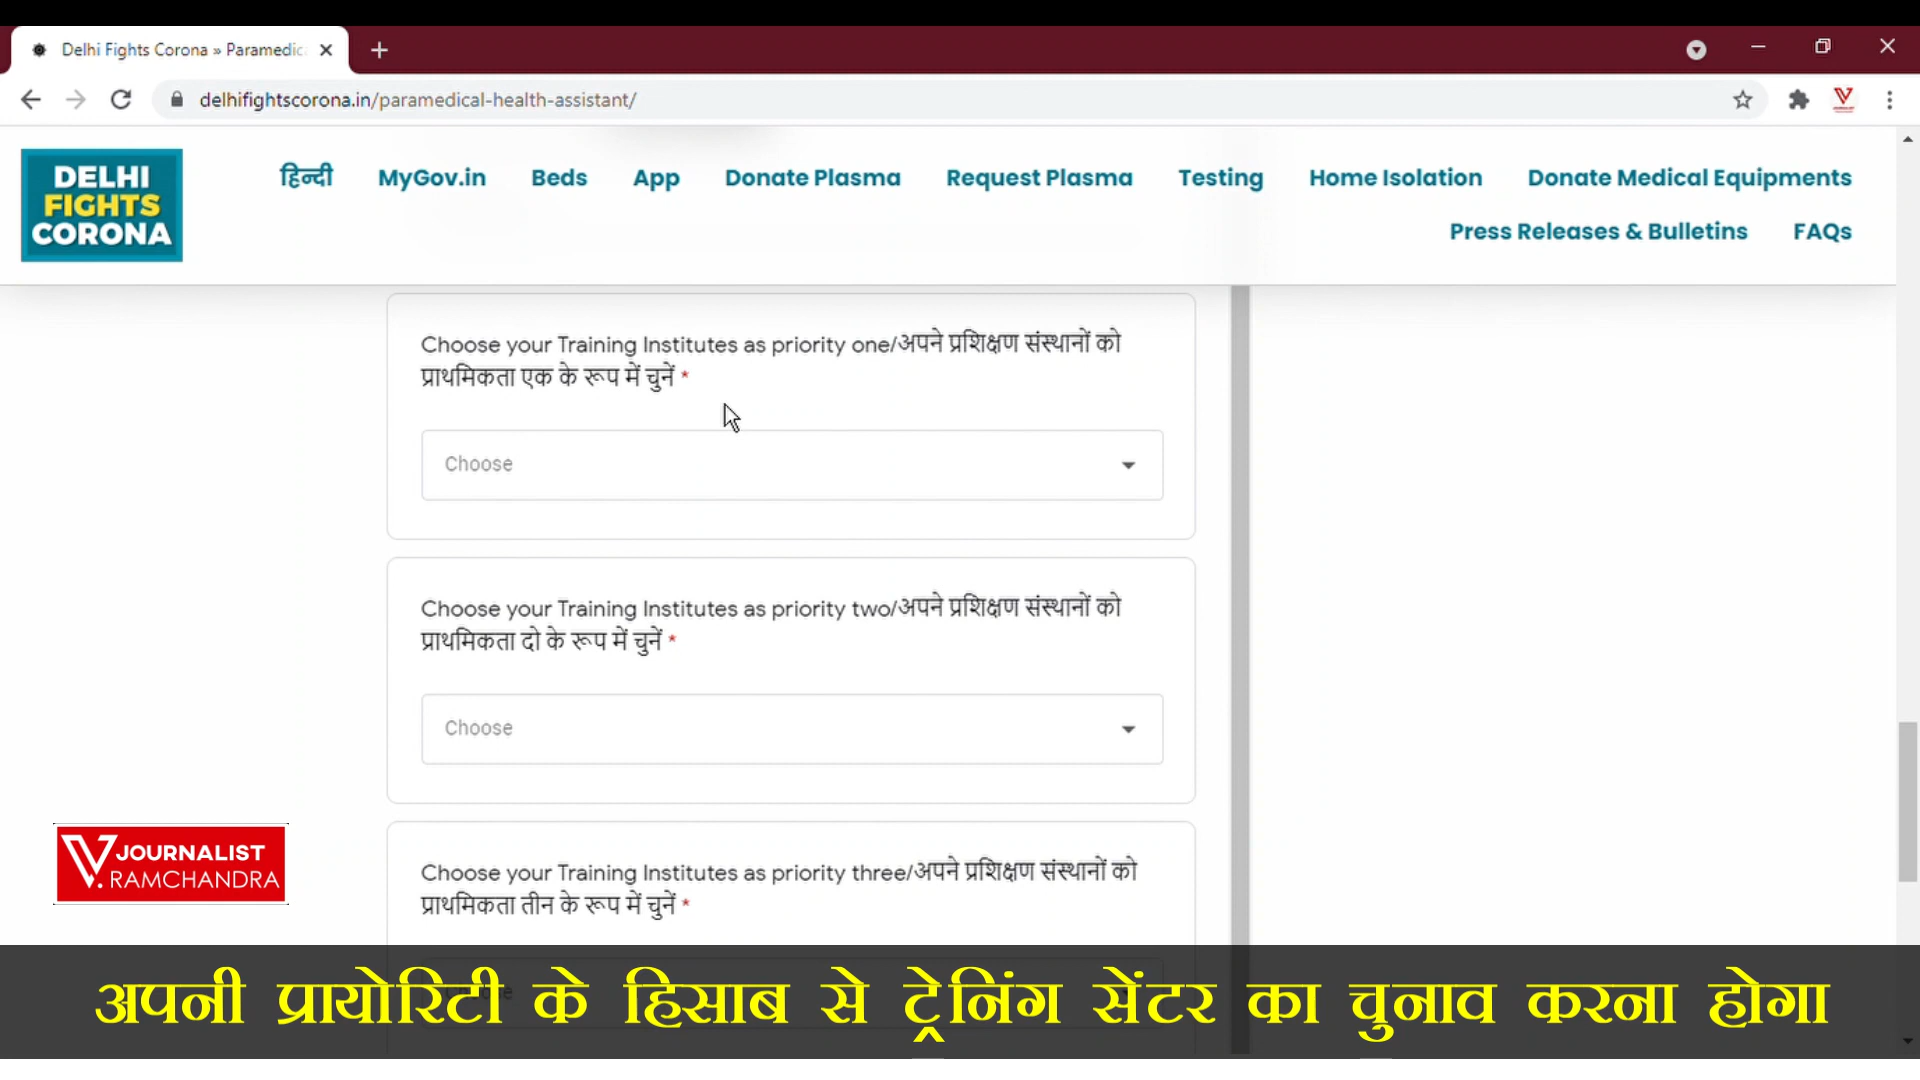 Delhi Fights Corona » Paramedic
delhifightscorona.in/paramedical-health-assistant/
DELHI
FIGHTS
CORONA
हिन्दी MyGov.in Beds App Donate Plasma Request Plasma Testing Home Isolation Donate Medical Equipments
Press Releases & Bulletins FAQs
Choose your Training Institutes as priority one/अपने प्रशिक्षण संस्थानों को
प्राथमिकता एक के रूप में चुनें *
Choose
Choose your Training Institutes as priority two/अपने प्रशिक्षण संस्थानों को
प्राथमिकता दो के रूप में चुनें *
Choose
Choose your Training Institutes as priority three/अपने प्रशिक्षण संस्थानों को
प्राथमिकता तीन के रूप में चुनें *
V. JOURNALIST
RAMCHANDRA
अपनी प्रायोरिटी के हिसाब से ट्रेनिंग सेंटर का चुनाव करना होगा